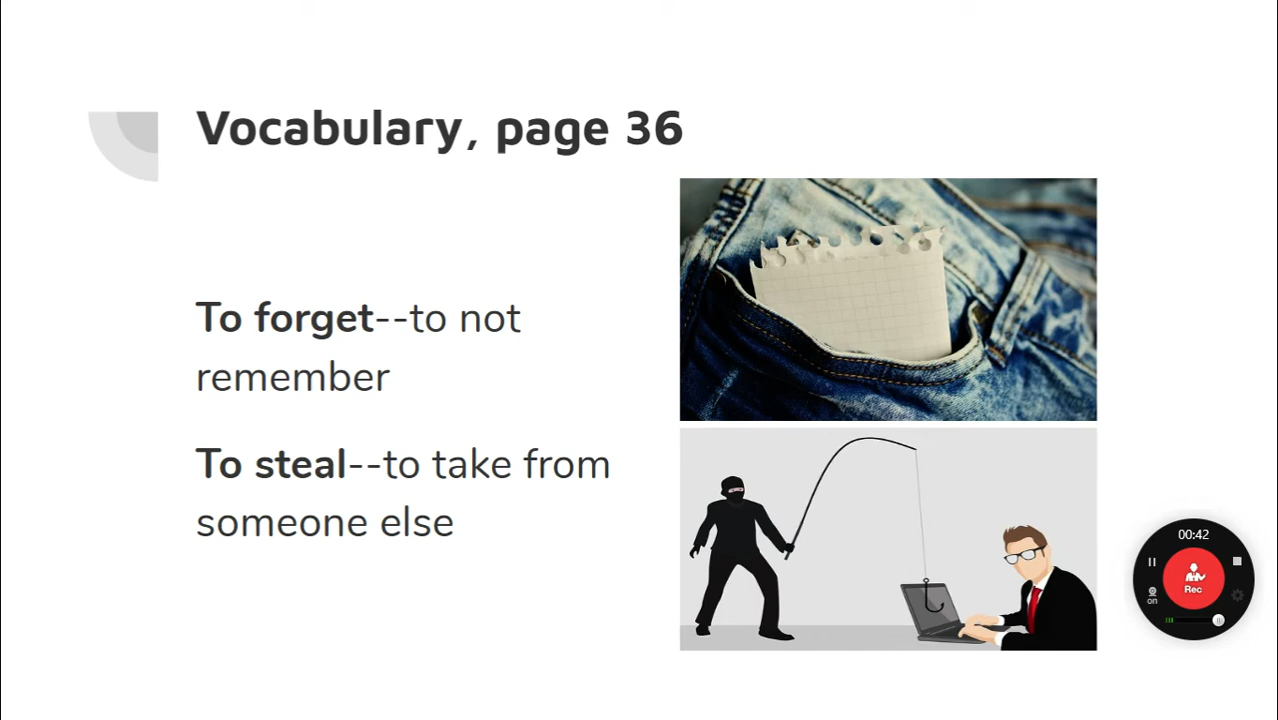 Vocabulary, page 36
To forget--to not
remember
To steal--to take from
someone else
00:42
Rec
on